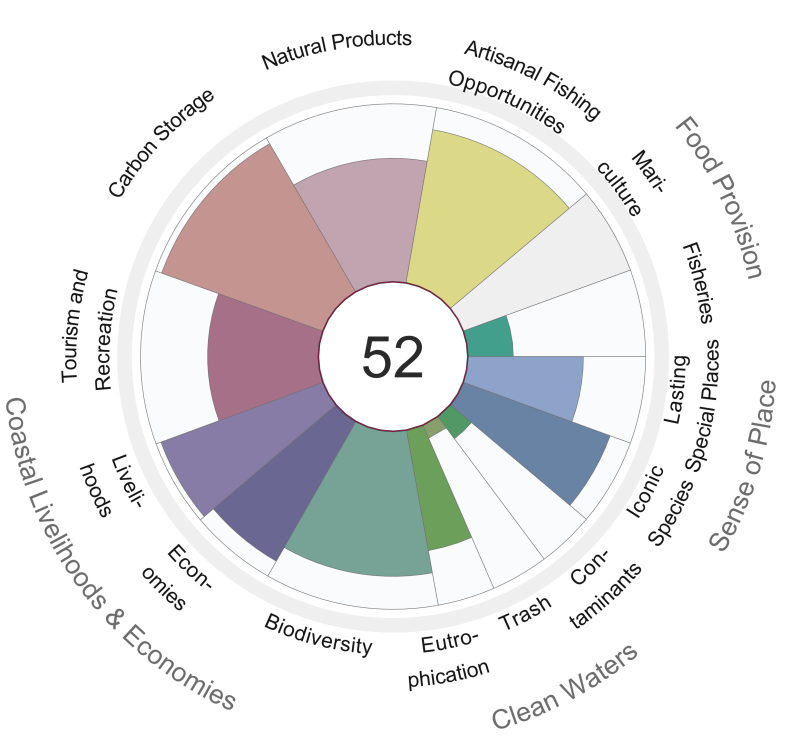 Natural Products
Artisanal Fishing
Opportunities
Mari-
culture
Food Provision
Fisheries
Lasting
Special Places
Sense of Place
Iconic
Species
Con-
taminants
Trash
Clean Waters
Eutro-
phication
Biodiversity
Econ-
omies
Liveli-
hoods
Coastal Livelihoods & Economies
Tourism and
Recreation
Carbon Storage
52